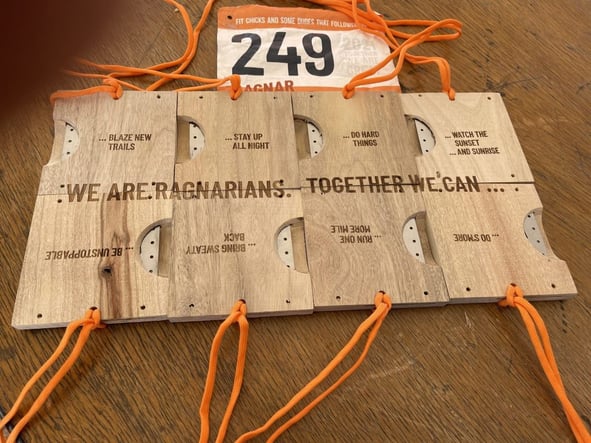 FIT CHICKS AND SOME DUDES THAT FOLLOW
249
RAGNAR
... BLAZE NEW
TRAILS
... STAY UP
ALL NIGHT
... DO HARD
THINGS
... WATCH THE
SUNSET
... AND SUNRISE
WE ARE RAGNARIANS. TOGETHER WE CAN ...
... BE UNSTOPPABLE
... BRING SWEATY
BACK
... RUN ONE
MORE MILE
... DO S'MORE